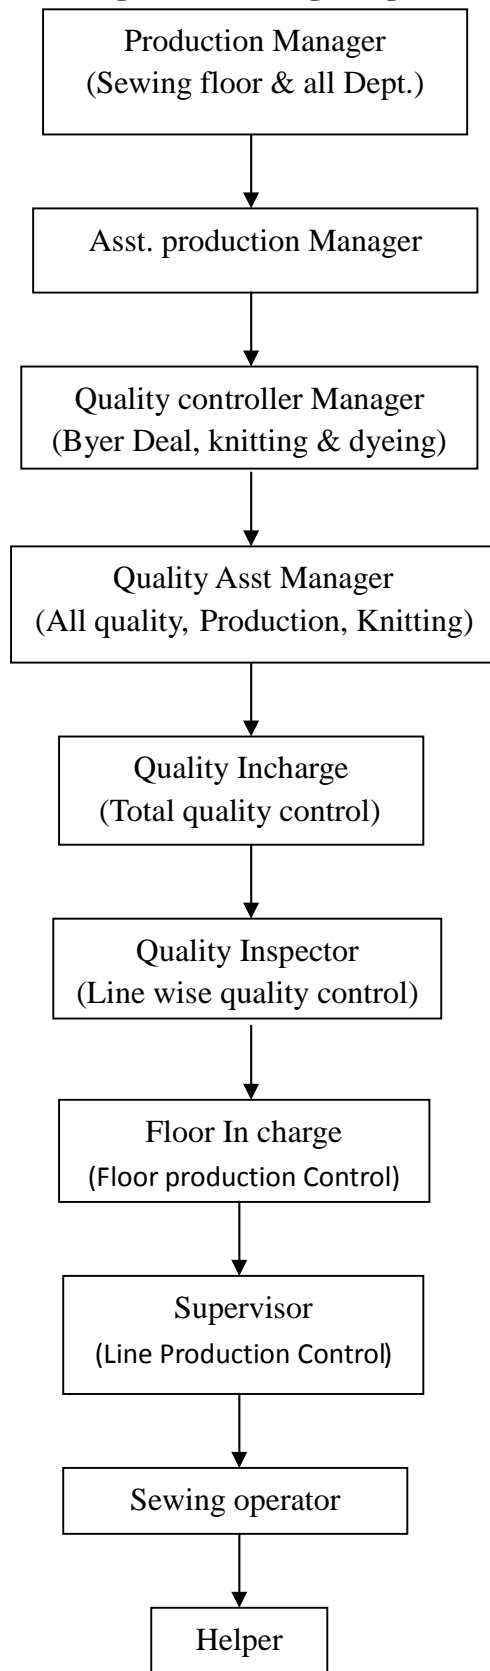 Production Manager
(Sewing floor & all Dept.)
Asst. production Manager
Quality controller Manager
(Byer Deal, knitting & dyeing)
Quality Asst Manager
(All quality, Production, Knitting)
Quality Incharge
(Total quality control)
Quality Inspector
(Line wise quality control)
Floor In charge
(Floor production Control)
Supervisor
(Line Production Control)
Sewing operator
Helper